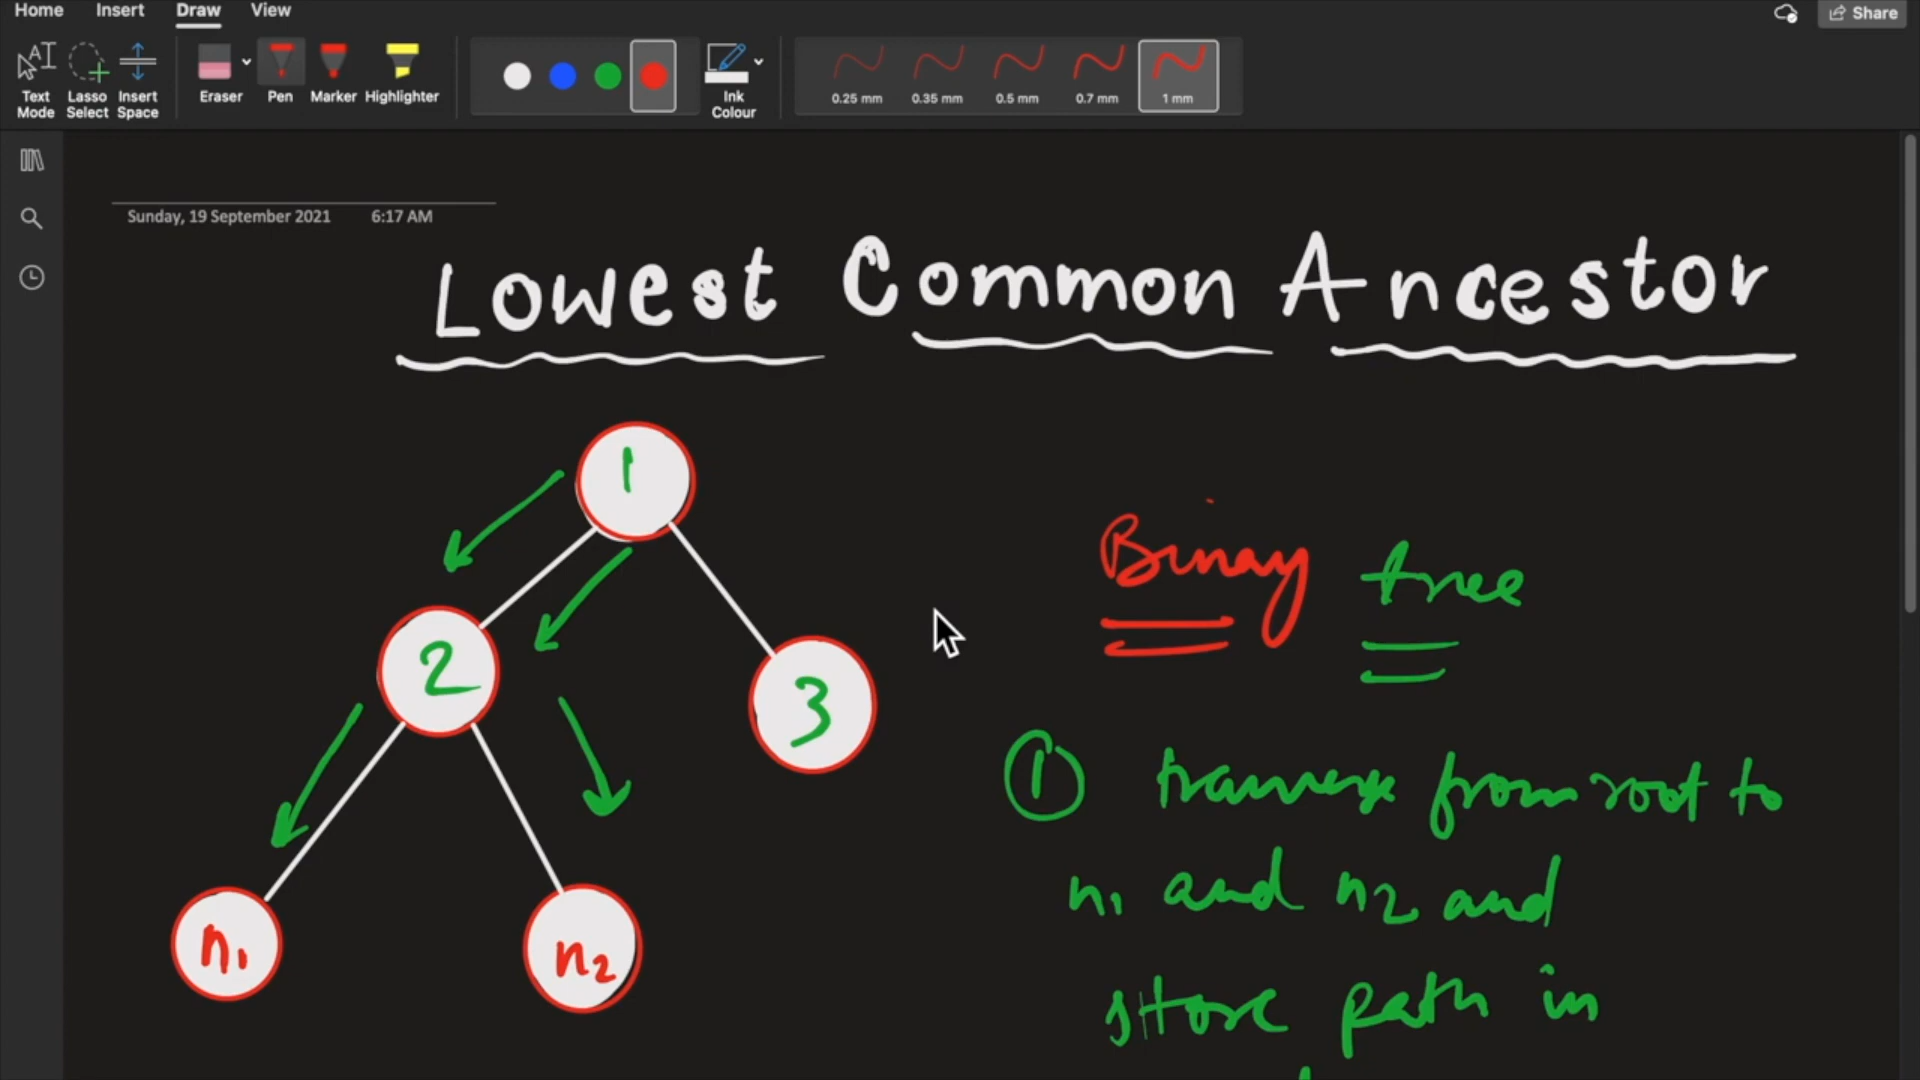 Home Insert Draw View
Share
Text Mode
Lasso Select
Insert Space
Eraser
Pen
Marker
Highlighter
Ink Colour
0.25 mm
0.35 mm
0.5 mm
0.7 mm
1 mm
Sunday, 19 September 2021 6:17 AM
Lowest Common Ancestor
1
Binay tree
2
3
① traverse from root to
n1 and n2 and
n1
n2
store path in